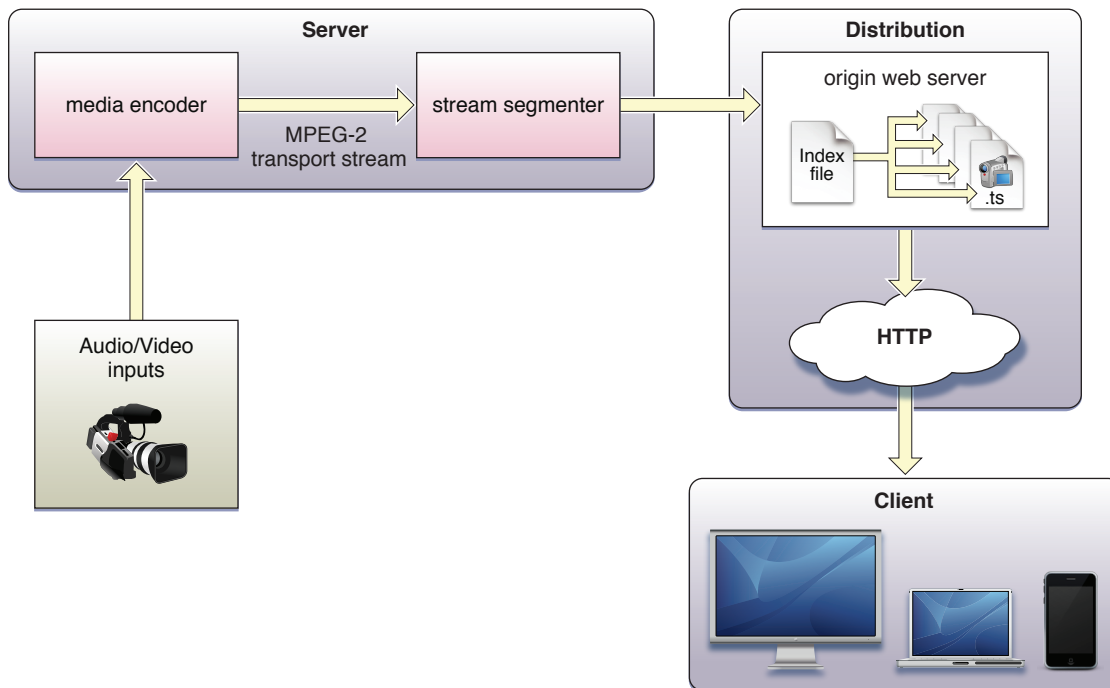 Server
media encoder
MPEG-2
transport stream
stream segmenter
Distribution
origin web server
Index
file
.ts
HTTP
Audio/Video
inputs
Client